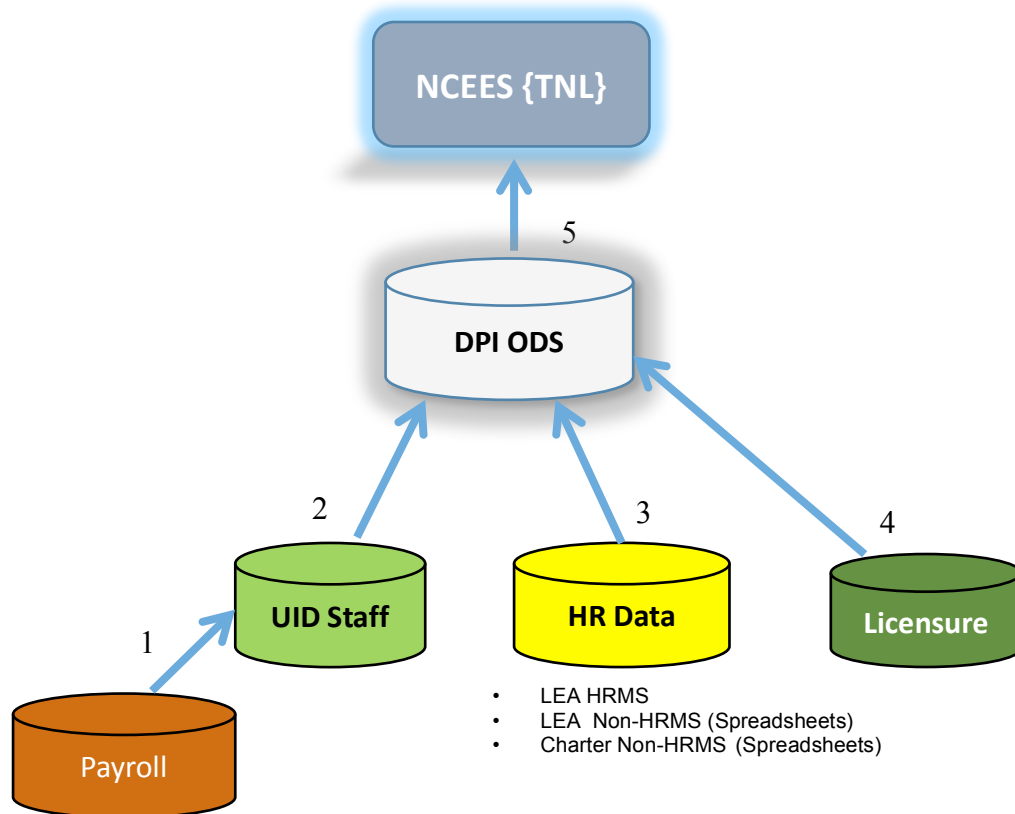 NCEES {TNL}
5
DPI ODS
2
3
4
UID Staff
HR Data
Licensure
1
• LEA HRMS
• LEA Non-HRMS (Spreadsheets)
• Charter Non-HRMS (Spreadsheets)
Payroll